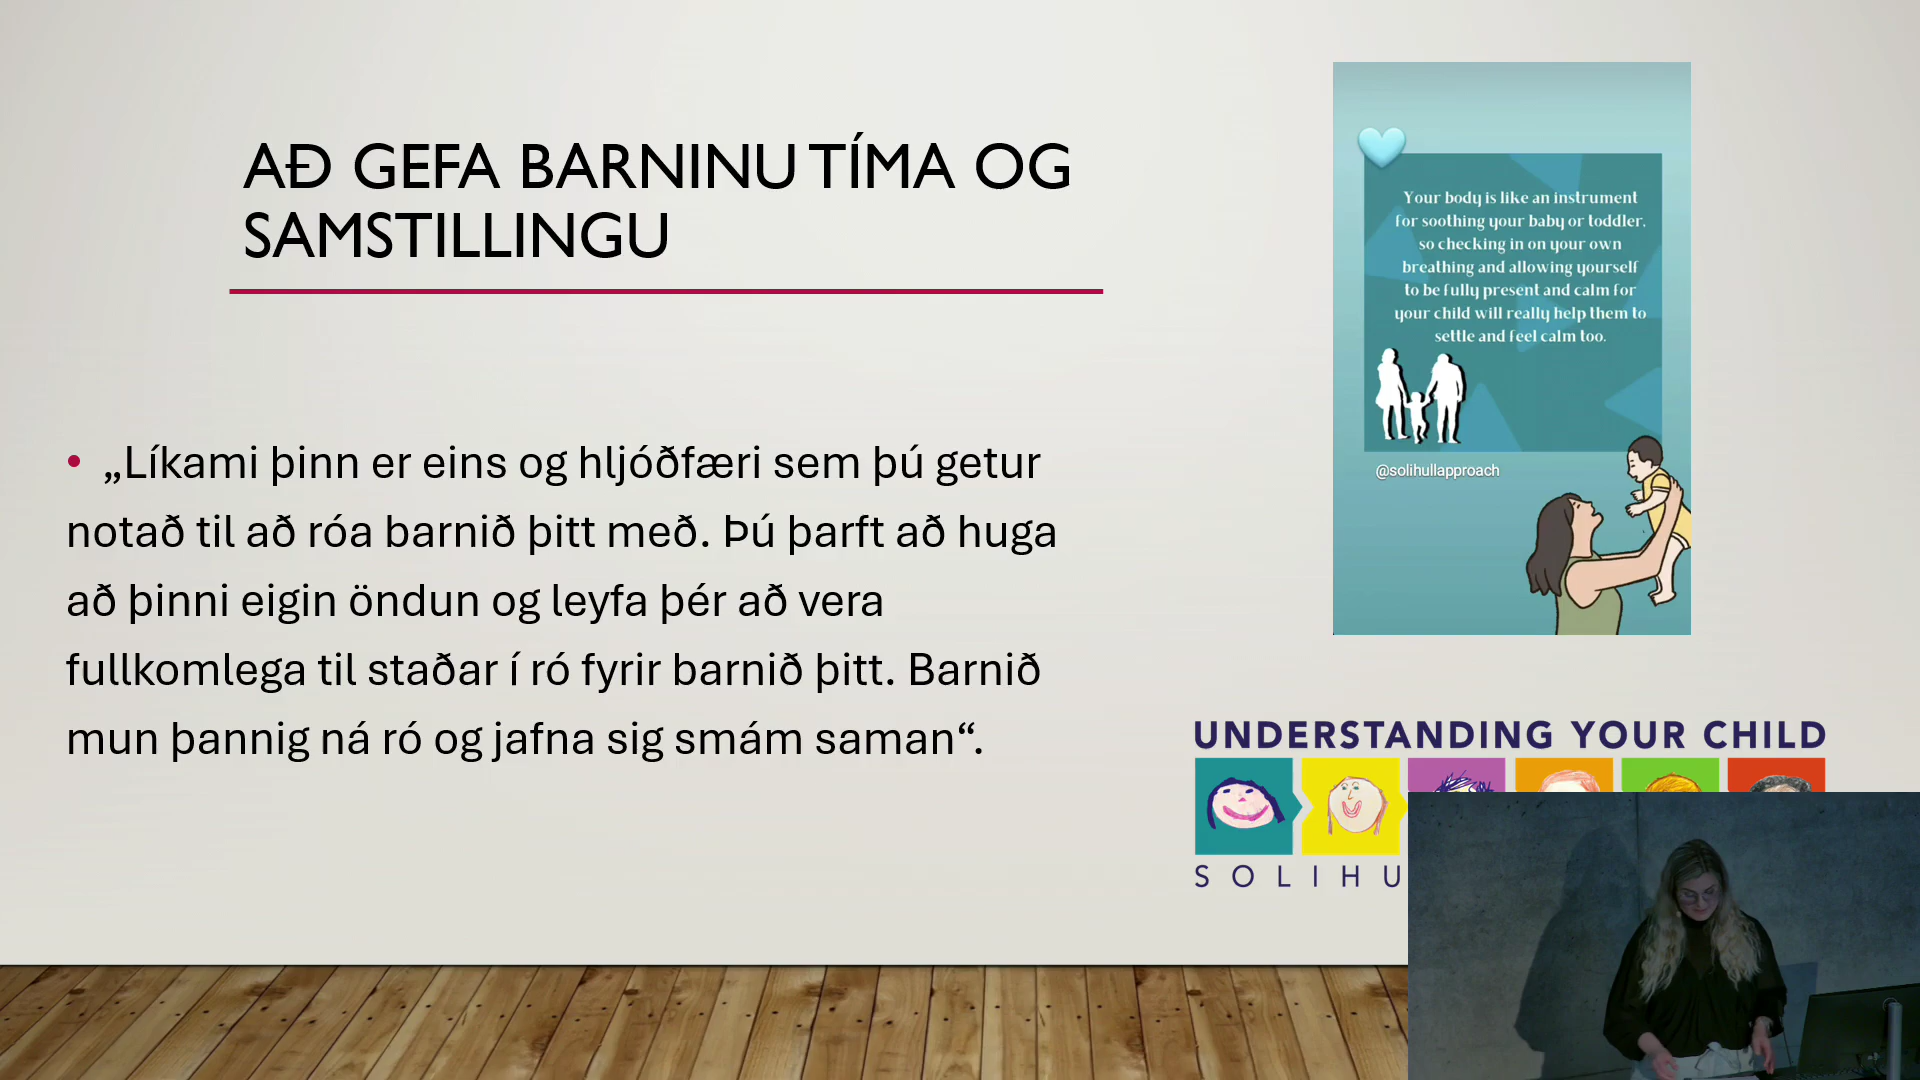 AÐ GEFA BARNINU TÍMA OG
SAMSTILLINGU
• „Líkami þinn er eins og hljóðfæri sem þú getur
notað til að róa barnið þitt með. Þú þarft að huga
að þinni eigin öndun og leyfa þér að vera
fullkomlega til staðar í ró fyrir barnið þitt. Barnið
mun þannig ná ró og jafna sig smám saman“.
Your body is like an instrument
for soothing your baby or toddler,
so checking in on your own
breathing and allowing yourself
to be fully present and calm for
your child will really help them to
settle and feel calm too.
@solihullapproach
UNDERSTANDING YOUR CHILD
SOLIHU